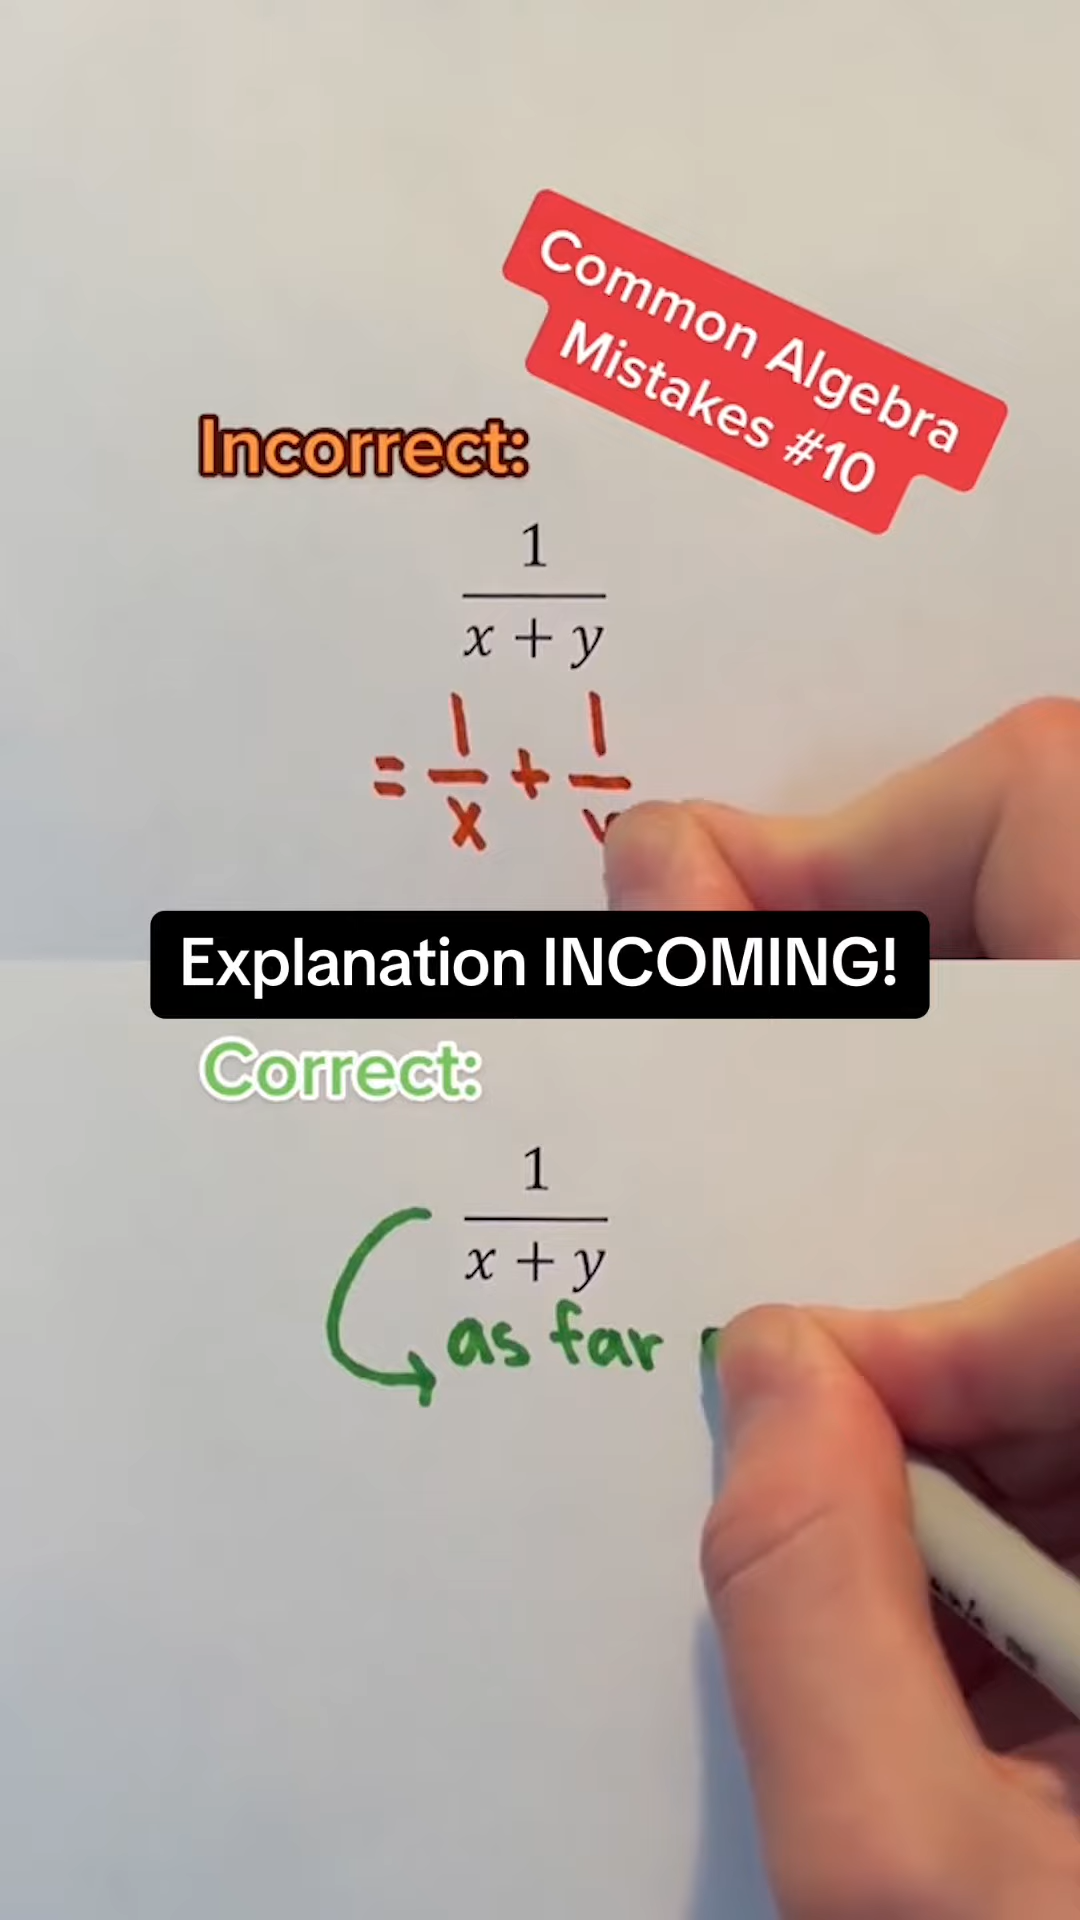 Common Algebra
Mistakes #10
Incorrect:
1
x + y
= 1/x + 1/
Explanation INCOMING!
Correct:
1
x + y
as far